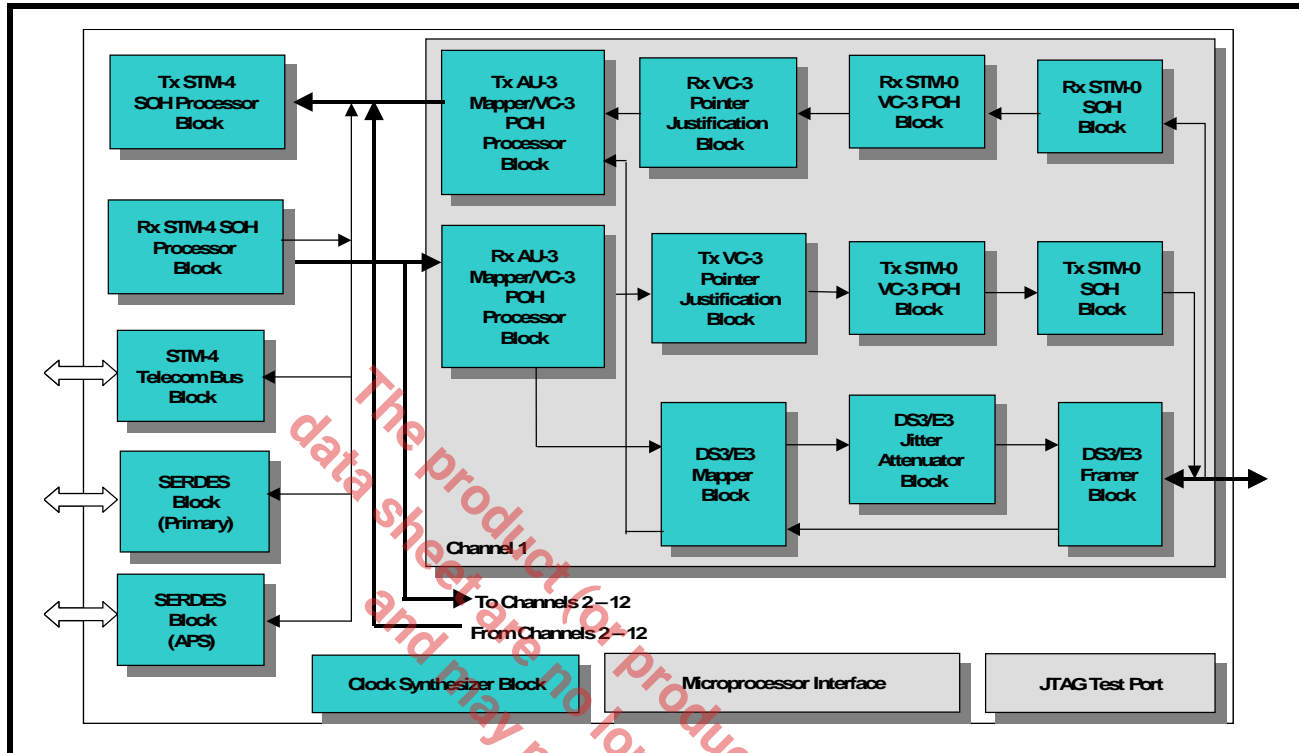 Tx STM-4
SOH Processor
Block
Tx AU-3
Mapper/VC-3
POH
Processor
Block
Rx VC-3
Pointer
Justification
Block
Rx STM-0
VC-3 POH
Block
Rx STM-0
SOH
Block
Rx STM-4 SOH
Processor
Block
Rx AU-3
Mapper/VC-3
POH
Processor
Block
Tx VC-3
Pointer
Justification
Block
Tx STM-0
VC-3 POH
Block
Tx STM-0
SOH
Block
STM-4
Telecom Bus
Block
DS3/E3
Mapper
Block
DS3/E3
Jitter
Attenuator
Block
DS3/E3
Framer
Block
SERDES
Block
(Primary)
Channel 1
SERDES
Block
(APS)
To Channels 2 – 12
From Channels 2 – 12
Clock Synthesizer Block
Microprocessor Interface
JTAG Test Port
The product (or produc
data sheet are no lon
and may n